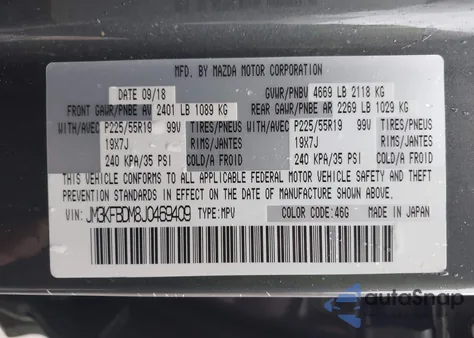 MFD. BY MAZDA MOTOR CORPORATION
DATE 09/18 GVWR/PNBV 4669 LB 2118 KG
FRONT GAWR/PNBE AV 2401 LB 1089 KG REAR GAWR/PNBE AR 2269 LB 1029 KG
WITH/AVEC P225/55R19 99V TIRES/PNEUS WITH/AVEC P225/55R19 99V TIRES/PNEUS
19X7J RIMS/JANTES 19X7J RIMS/JANTES
240 KPA/35 PSI COLD/A FROID 240 KPA/35 PSI COLD/A FROID
THIS VEHICLE CONFORMS TO ALL APPLICABLE FEDERAL MOTOR VEHICLE SAFETY, BUMPER, AND THEFT
PREVENTION STANDARDS IN EFFECT ON THE DATE OF MANUFACTURE SHOWN ABOVE.
VIN: JM3KFBDM8J0469409 TYPE: MPV COLOR CODE: 46G MADE IN JAPAN
autoSnap